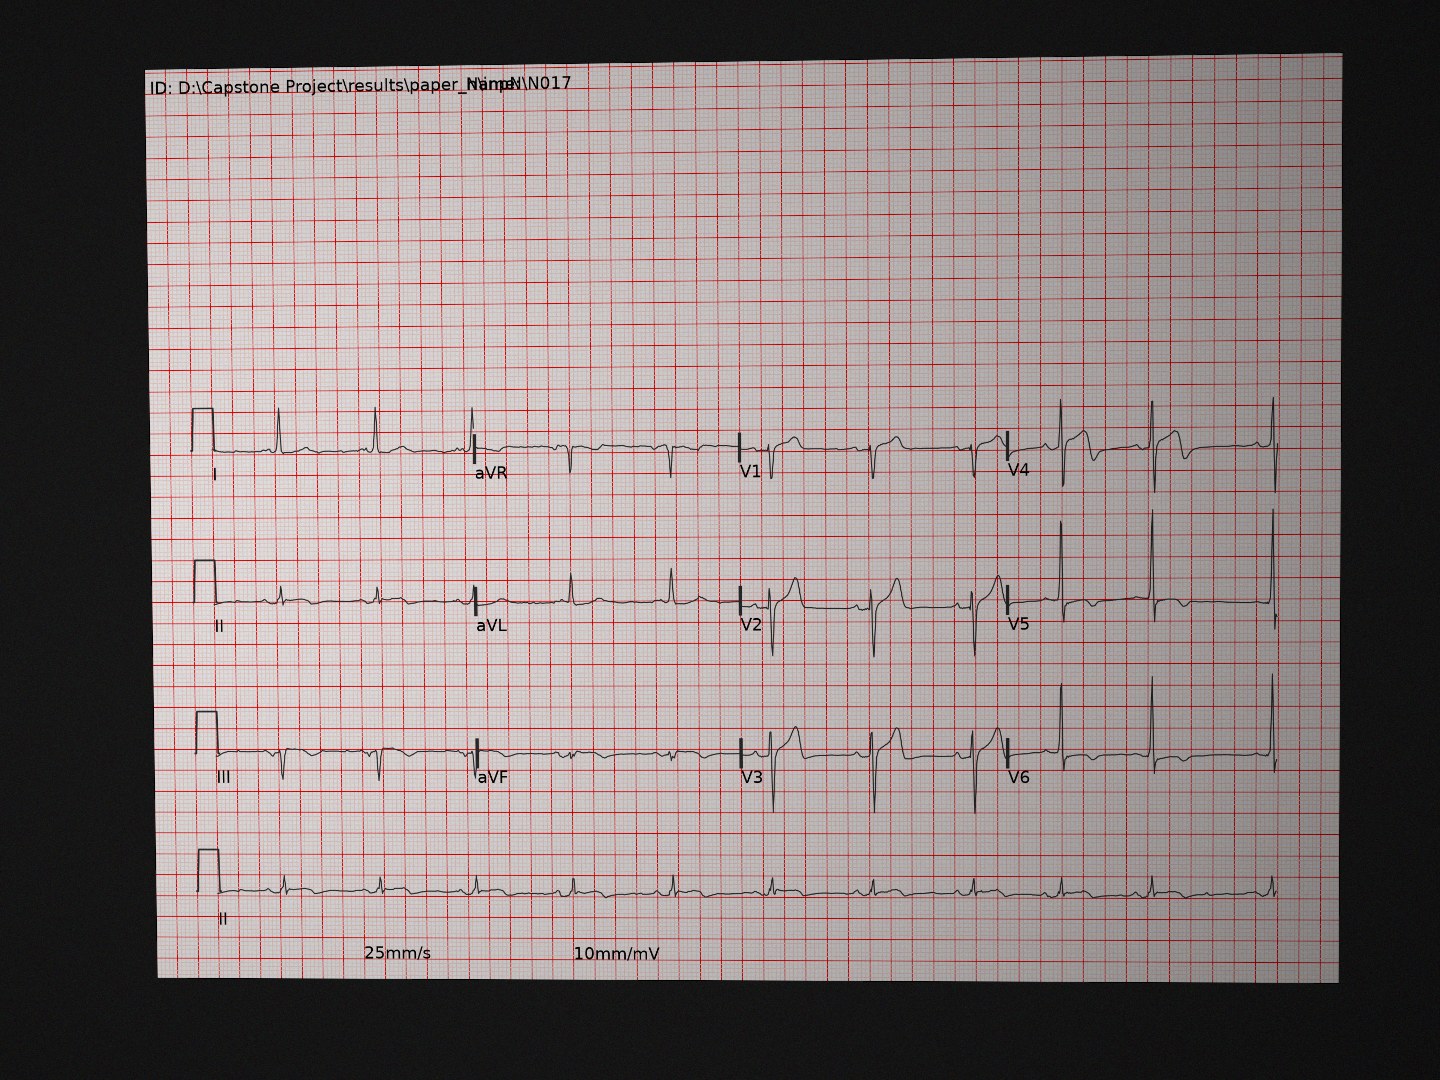 ID: D:\Capstone Project\results\paper_
\N017
I
aVR
V1
V4
II
aVL
V2
V5
III
aVF
V3
V6
II
25mm/s
10mm/mV